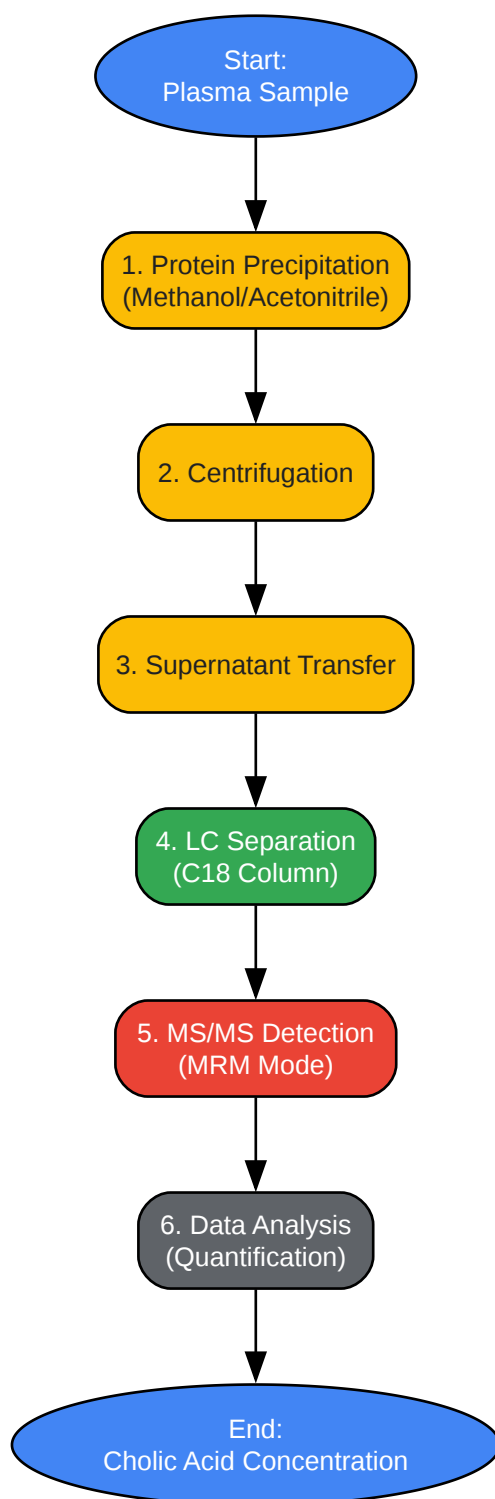 Start:
Plasma Sample
1. Protein Precipitation
(Methanol/Acetonitrile)
2. Centrifugation
3. Supernatant Transfer
4. LC Separation
(C18 Column)
5. MS/MS Detection
(MRM Mode)
6. Data Analysis
(Quantification)
End:
Cholic Acid Concentration